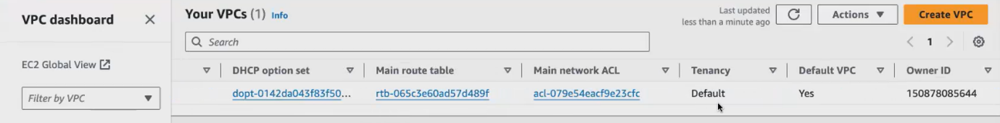 VPC dashboard
EC2 Global View
Filter by VPC
Your VPCs (1) Info
Last updated
less than a minute ago
Actions
Create VPC
Search
1
DHCP option set Main route table Main network ACL Tenancy Default VPC Owner ID
dopt-0142da043f83f50... rtb-065c3e60ad57d489f acl-079e54eacf9e23cfc Default Yes 150878085644